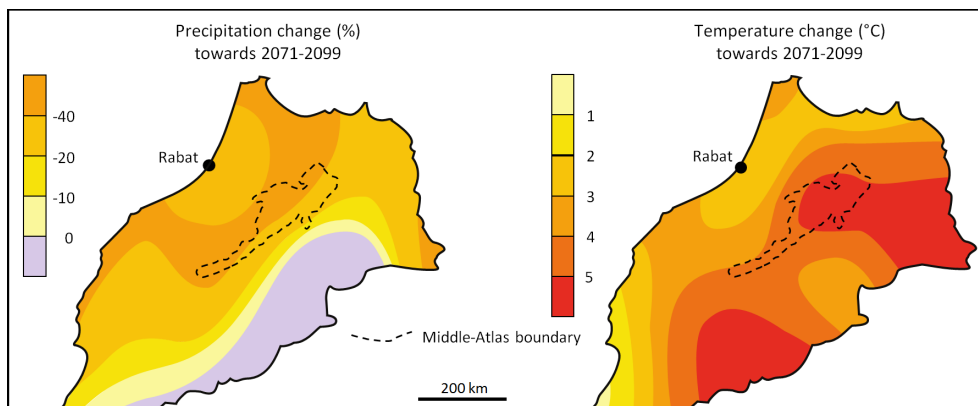 Precipitation change (%)
towards 2071-2099
-40
-20
-10
0
Rabat
Middle-Atlas boundary
200 km
Temperature change (°C)
towards 2071-2099
1
2
3
4
5
Rabat